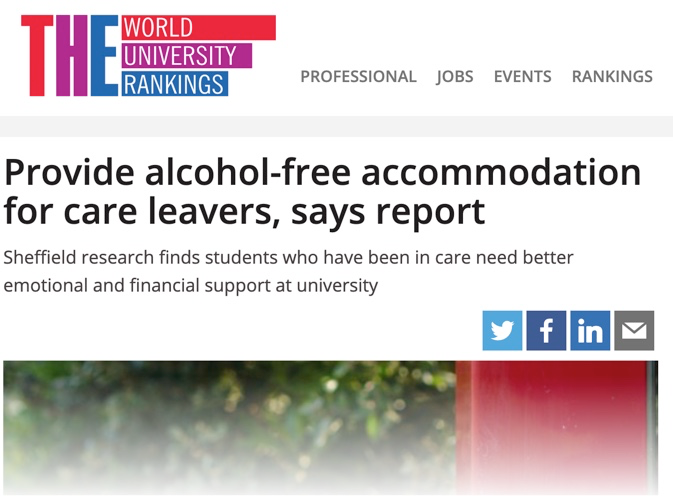 THE WORLD
UNIVERSITY
RANKINGS
PROFESSIONAL JOBS EVENTS RANKINGS
Provide alcohol-free accommodation
for care leavers, says report
Sheffield research finds students who have been in care need better
emotional and financial support at university